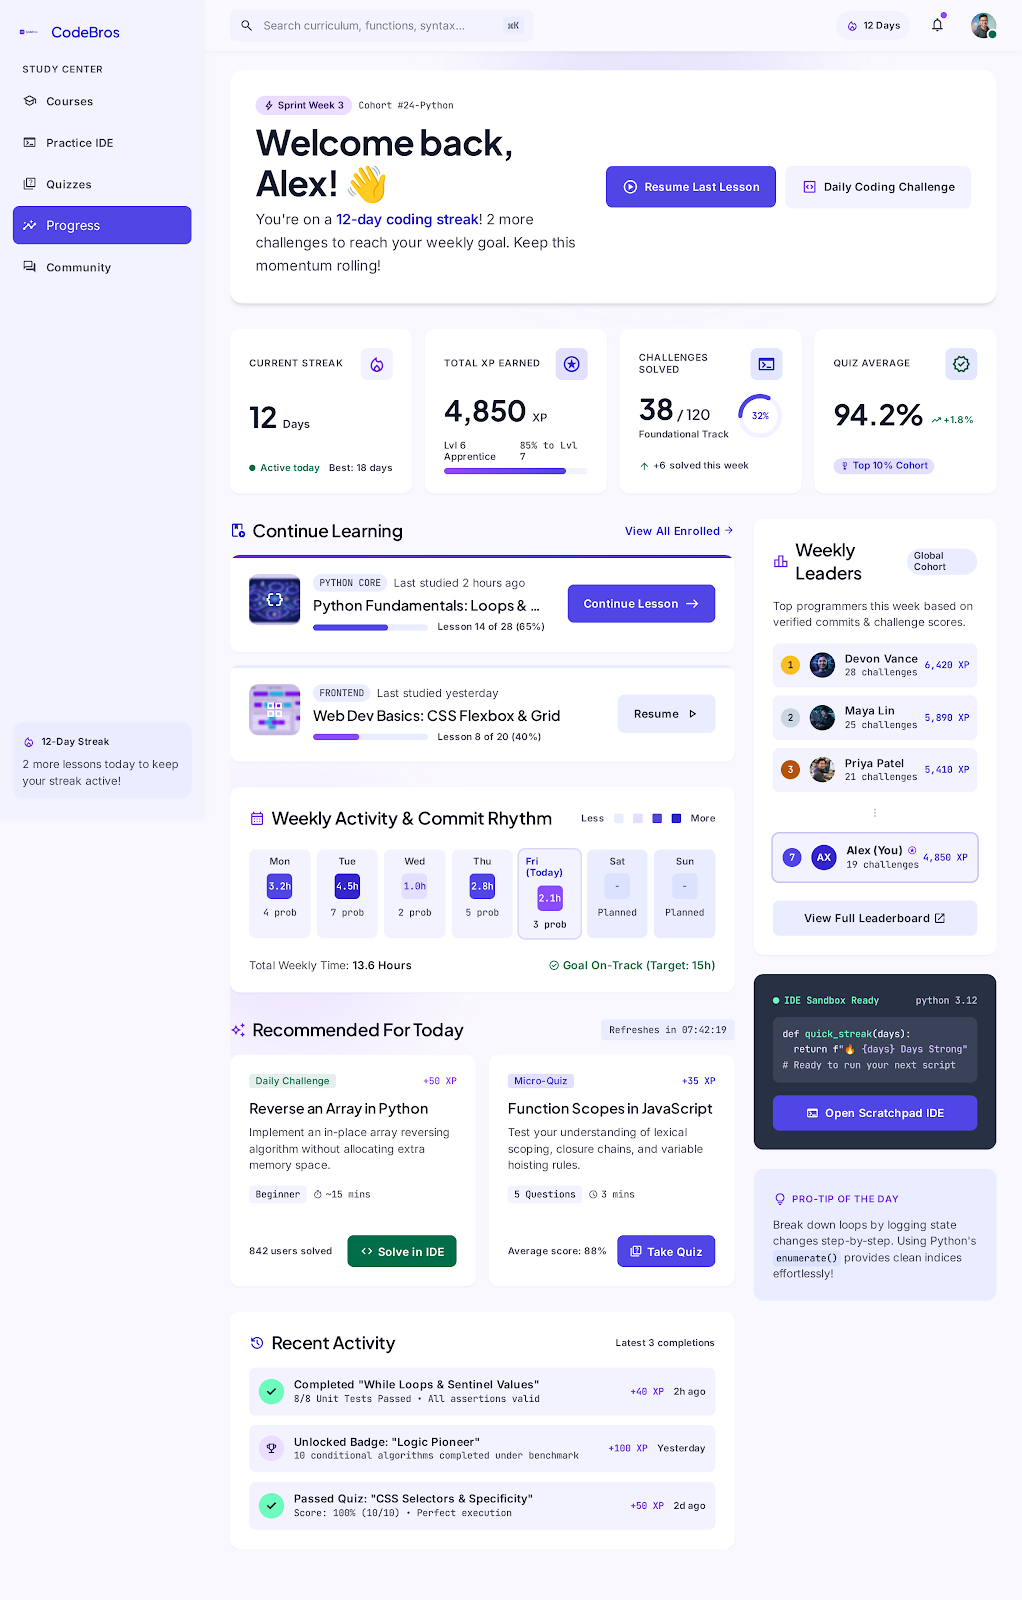 CodeBros
STUDY CENTER
Courses
Practice IDE
Quizzes
Progress
Community
12-Day Streak
2 more lessons today to keep
your streak active!
Search curriculum, functions, syntax...
⌘K
12 Days
Sprint Week 3
Cohort #24-Python
Welcome back,
Alex! 👋
You're on a 12-day coding streak! 2 more
challenges to reach your weekly goal. Keep this
momentum rolling!
Resume Last Lesson
Daily Coding Challenge
CURRENT STREAK
12 Days
Active today
Best: 18 days
TOTAL XP EARNED
4,850 XP
Lvl 6
Apprentice
85% to Lvl
7
CHALLENGES
SOLVED
38 / 120
Foundational Track
32%
+6 solved this week
QUIZ AVERAGE
94.2%
+1.8%
Top 10% Cohort
Continue Learning
View All Enrolled
PYTHON CORE
Last studied 2 hours ago
Python Fundamentals: Loops & ...
Lesson 14 of 28 (65%)
Continue Lesson
FRONTEND
Last studied yesterday
Web Dev Basics: CSS Flexbox & Grid
Lesson 8 of 20 (40%)
Resume
Weekly Activity & Commit Rhythm
Less
More
Mon
3.2h
4 prob
Tue
4.5h
7 prob
Wed
1.0h
2 prob
Thu
2.8h
5 prob
Fri
(Today)
2.1h
3 prob
Sat
-
Planned
Sun
-
Planned
Total Weekly Time: 13.6 Hours
Goal On-Track (Target: 15h)
Recommended For Today
Refreshes in 07:42:19
Daily Challenge
+50 XP
Reverse an Array in Python
Implement an in-place array reversing
algorithm without allocating extra
memory space.
Beginner
~15 mins
842 users solved
Solve in IDE
Micro-Quiz
+35 XP
Function Scopes in JavaScript
Test your understanding of lexical
scoping, closure chains, and variable
hoisting rules.
5 Questions
3 mins
Average score: 88%
Take Quiz
Recent Activity
Latest 3 completions
Completed "While Loops & Sentinel Values"
8/8 Unit Tests Passed • All assertions valid
+40 XP
2h ago
Unlocked Badge: "Logic Pioneer"
10 conditional algorithms completed under benchmark
+100 XP
Yesterday
Passed Quiz: "CSS Selectors & Specificity"
Score: 100% (10/10) • Perfect execution
+50 XP
2d ago
Weekly
Leaders
Global
Cohort
Top programmers this week based on
verified commits & challenge scores.
1
Devon Vance
28 challenges
6,420 XP
2
Maya Lin
25 challenges
5,890 XP
3
Priya Patel
21 challenges
5,410 XP
7
AX
Alex (You)
19 challenges
4,850 XP
View Full Leaderboard
IDE Sandbox Ready
python 3.12
def quick_streak(days):
return f"🔥 {days} Days Strong"
# Ready to run your next script
Open Scratchpad IDE
PRO-TIP OF THE DAY
Break down loops by logging state
changes step-by-step. Using Python's
enumerate() provides clean indices
effortlessly!